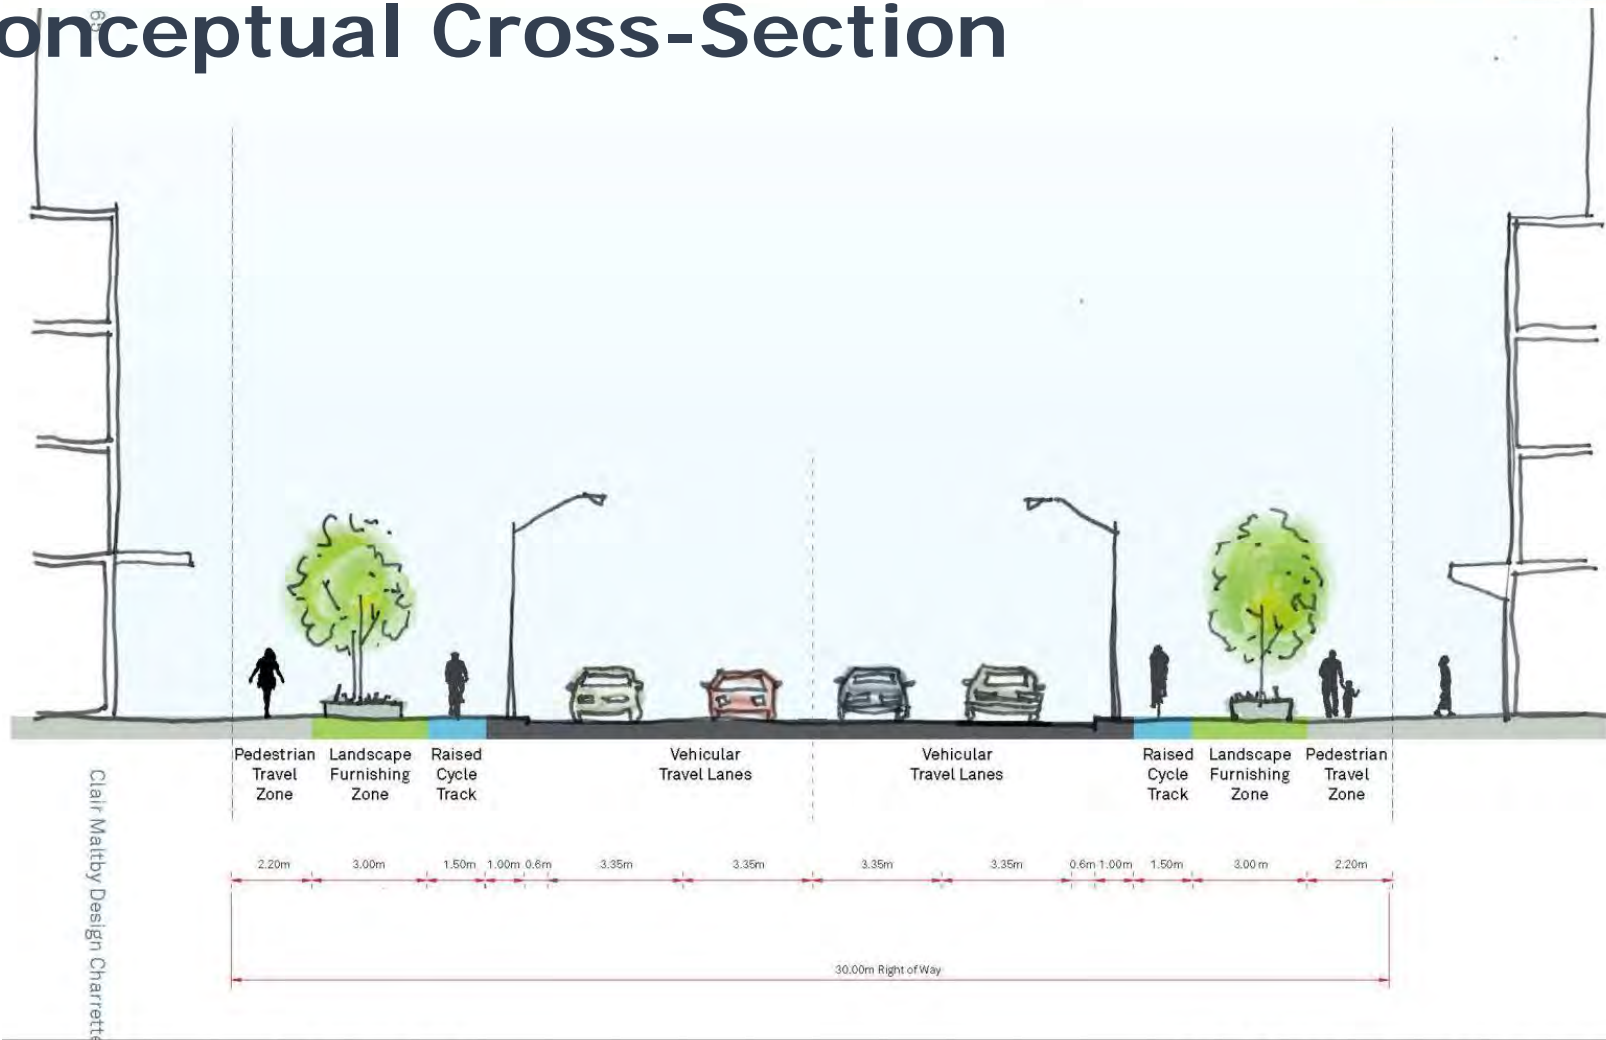 onceptual Cross-Section
65
Pedestrian
Travel
Zone
Landscape
Furnishing
Zone
Raised
Cycle
Track
Vehicular
Travel Lanes
Vehicular
Travel Lanes
Raised
Cycle
Track
Landscape
Furnishing
Zone
Pedestrian
Travel
Zone
2.20m 3.00m 1.50m 1.00m 0.6m 3.35m 3.35m 3.35m 3.35m 0.6m 1.00m 1.50m 3.00 m 2.20m
30.00m Right of Way
Clair Maltby Design Charrette